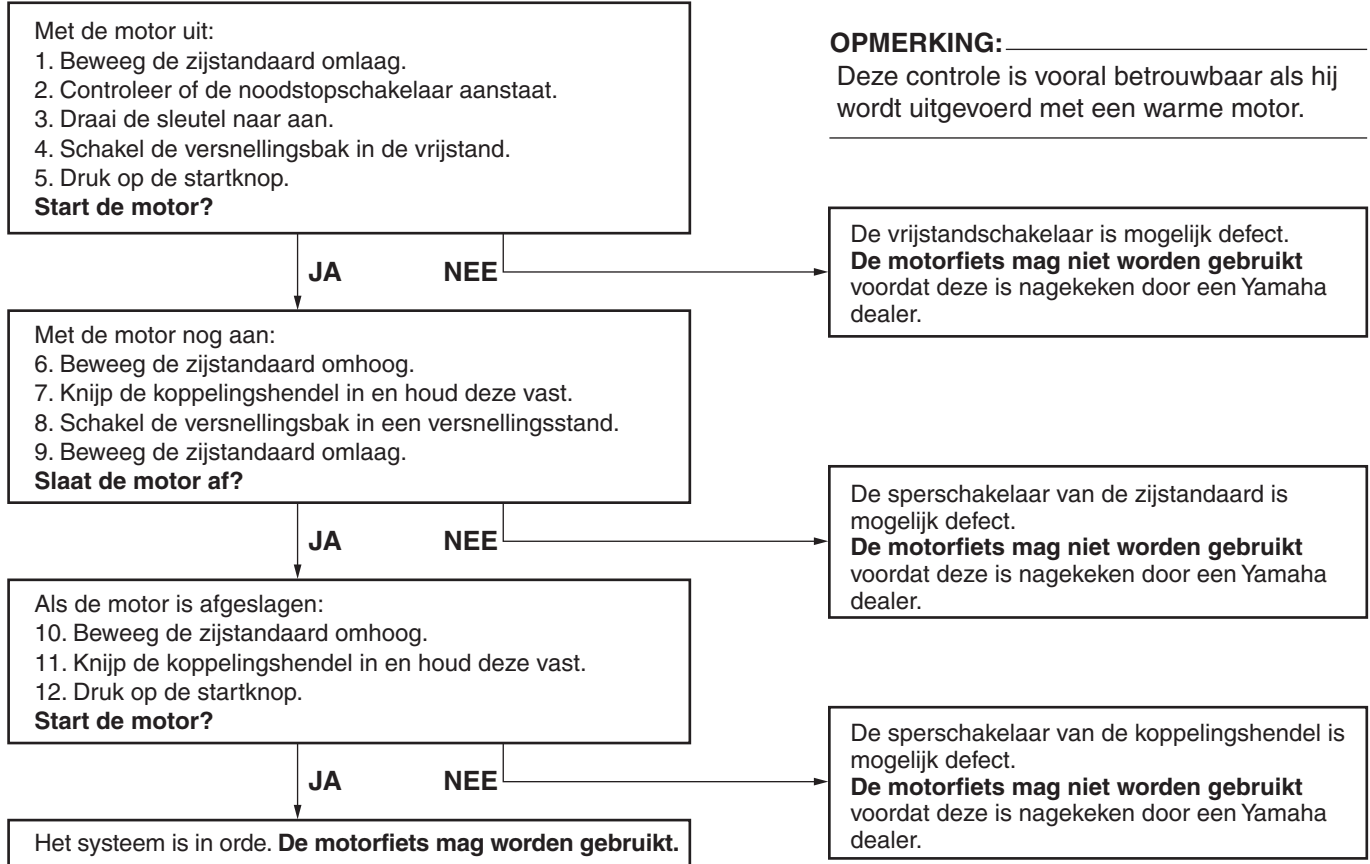 Met de motor uit:
1. Beweeg de zijstandaard omlaag.
2. Controleer of de noodstopschakelaar aanstaat.
3. Draai de sleutel naar aan.
4. Schakel de versnellingsbak in de vrijstand.
5. Druk op de startknop.
Start de motor?
OPMERKING:
Deze controle is vooral betrouwbaar als hij
wordt uitgevoerd met een warme motor.
JA NEE
De vrijstandschakelaar is mogelijk defect.
De motorfiets mag niet worden gebruikt
voordat deze is nagekeken door een Yamaha
dealer.
Met de motor nog aan:
6. Beweeg de zijstandaard omhoog.
7. Knijp de koppelingshendel in en houd deze vast.
8. Schakel de versnellingsbak in een versnellingsstand.
9. Beweeg de zijstandaard omlaag.
Slaat de motor af?
JA NEE
De sperschakelaar van de zijstandaard is
mogelijk defect.
De motorfiets mag niet worden gebruikt
voordat deze is nagekeken door een Yamaha
dealer.
Als de motor is afgeslagen:
10. Beweeg de zijstandaard omhoog.
11. Knijp de koppelingshendel in en houd deze vast.
12. Druk op de startknop.
Start de motor?
JA NEE
De sperschakelaar van de koppelingshendel is
mogelijk defect.
De motorfiets mag niet worden gebruikt
voordat deze is nagekeken door een Yamaha
dealer.
Het systeem is in orde. De motorfiets mag worden gebruikt.